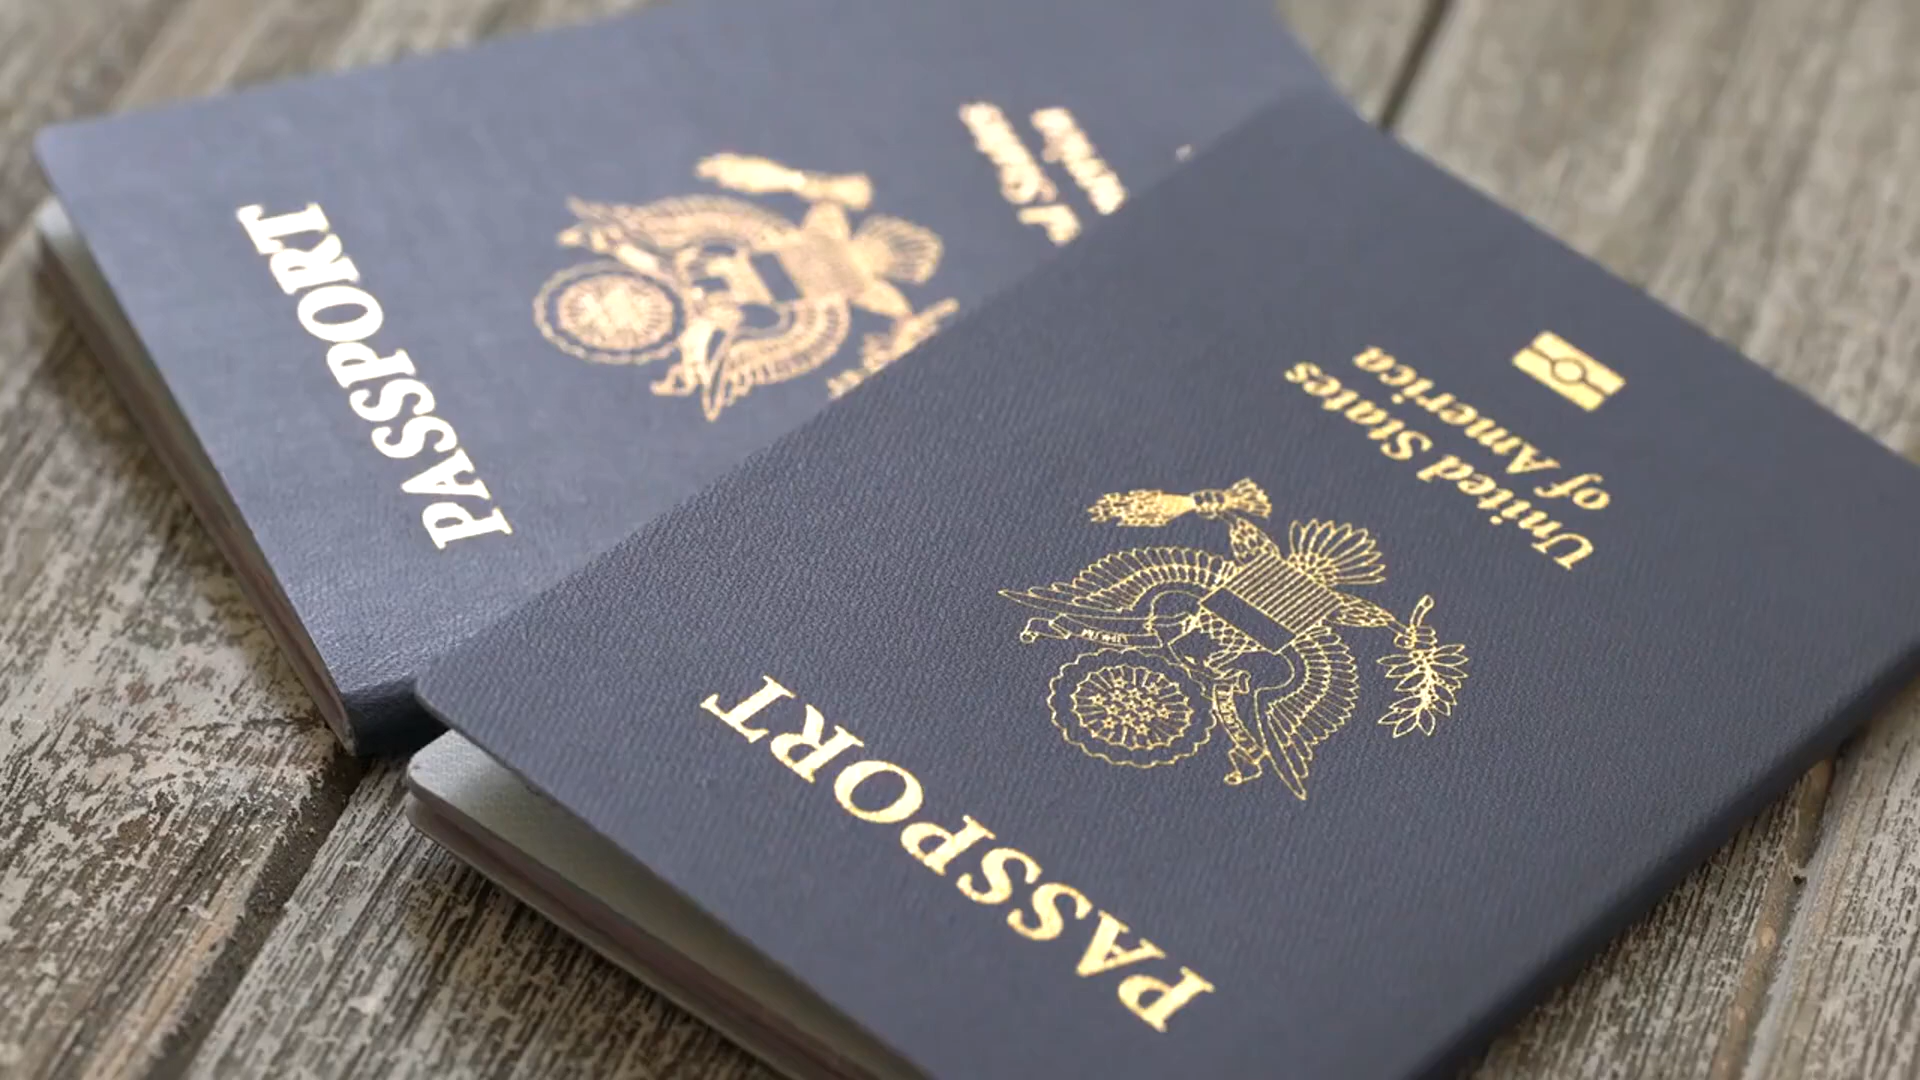 PASSPORT
PASSPORT
United States
of America